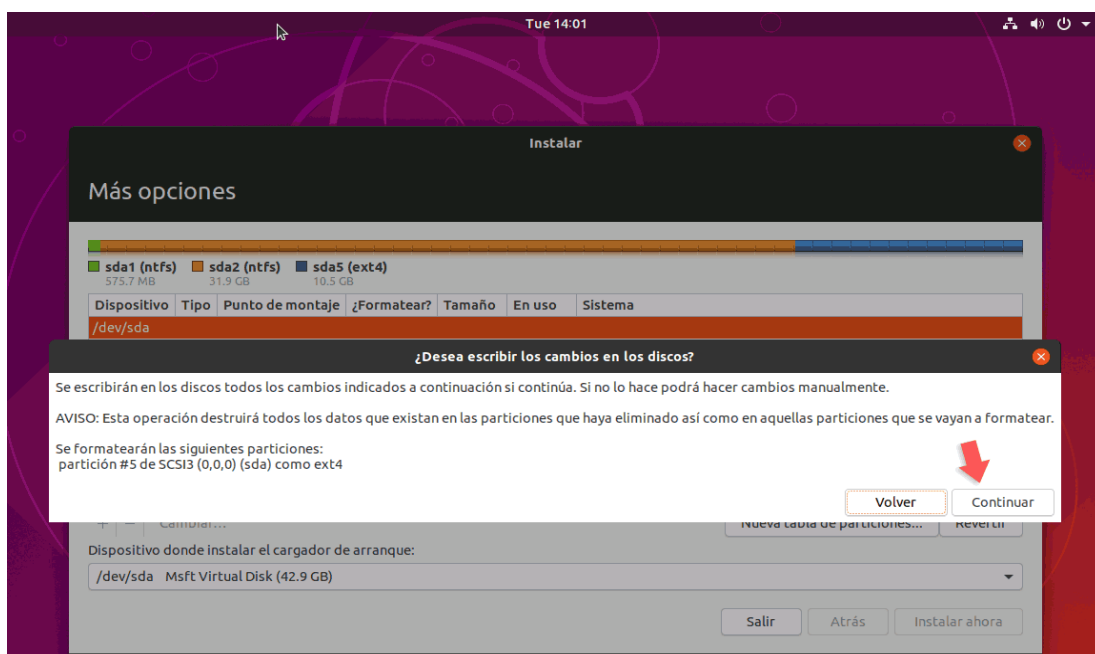 Tue 14:01
Instalar
Más opciones
sda1 (ntfs) sda2 (ntfs) sda5 (ext4)
575.7 MB 31.9 GB 10.5 GB
Dispositivo Tipo Punto de montaje ¿Formatear? Tamaño En uso Sistema
/dev/sda
¿Desea escribir los cambios en los discos?
Se escribirán en los discos todos los cambios indicados a continuación si continúa. Si no lo hace podrá hacer cambios manualmente.
AVISO: Esta operación destruirá todos los datos que existan en las particiones que haya eliminado así como en aquellas particiones que se vayan a formatear.
Se formatearán las siguientes particiones:
partición #5 de SCSI3 (0,0,0) (sda) como ext4
Volver Continuar
+ - Cambiar... Nueva tabla de particiones... Revertir
Dispositivo donde instalar el cargador de arranque:
/dev/sda Msft Virtual Disk (42.9 GB)
Salir Atrás Instalar ahora